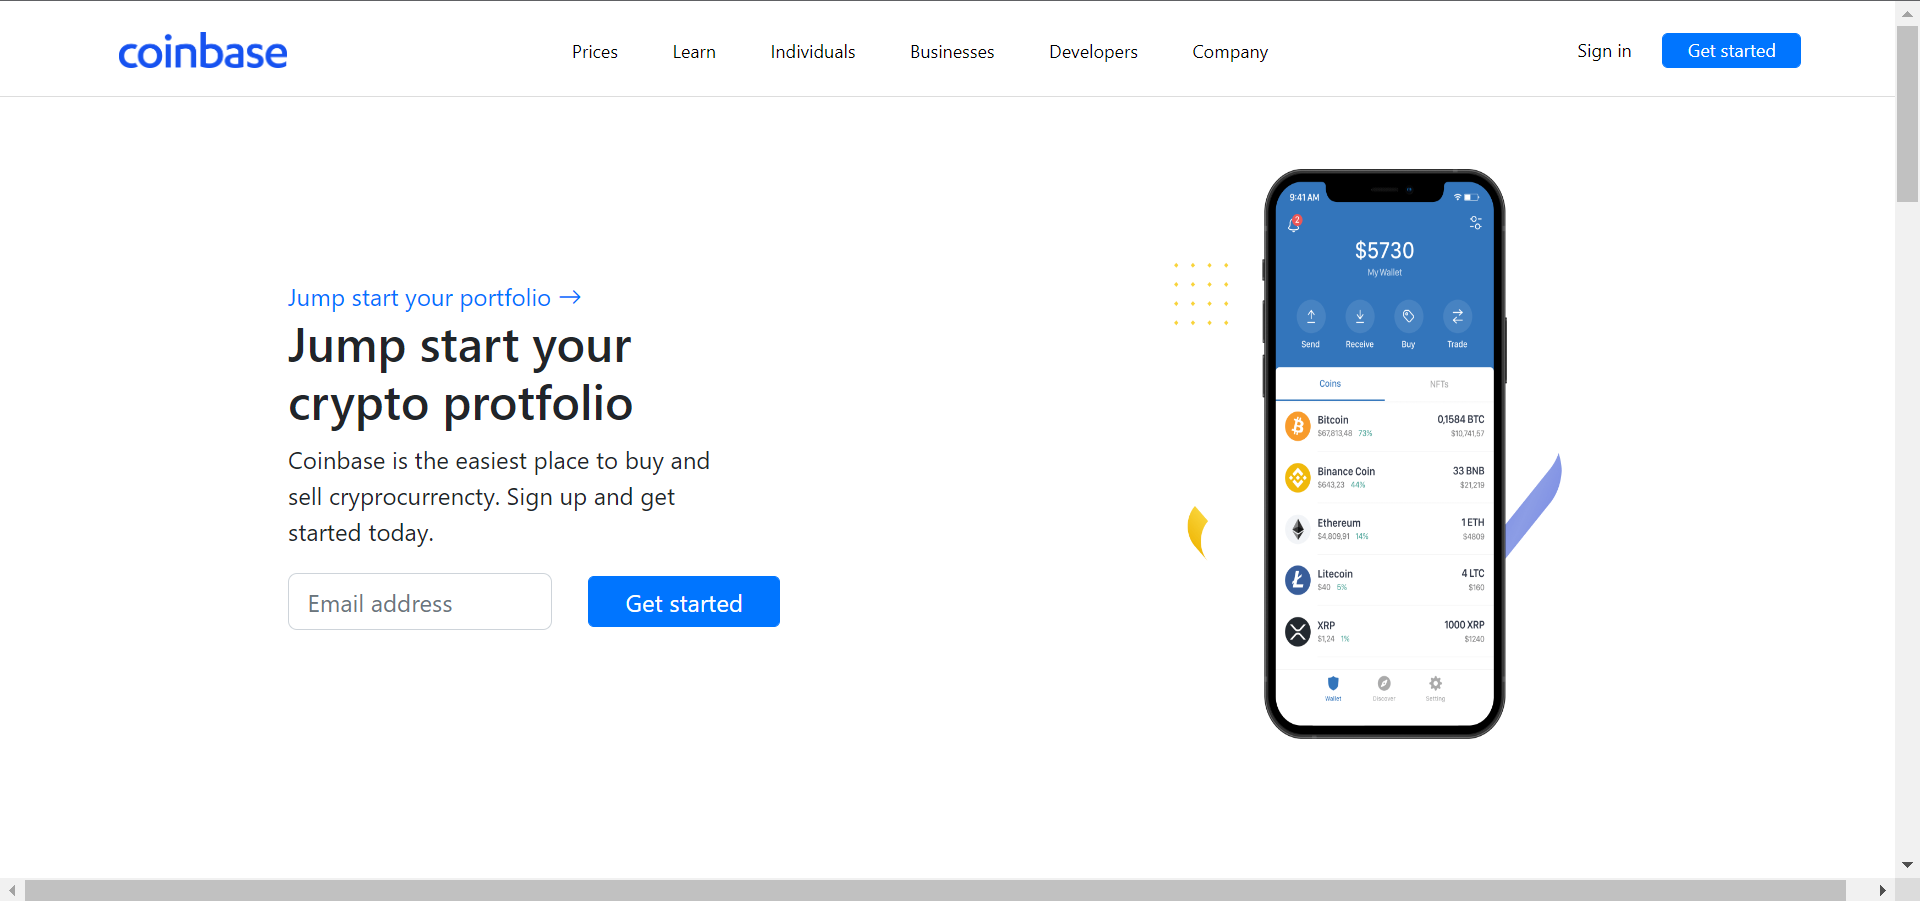 coinbase
Prices Learn Individuals Businesses Developers Company
Sign in Get started
Jump start your portfolio →
Jump start your
crypto protfolio
Coinbase is the easiest place to buy and
sell cryprocurrencty. Sign up and get
started today.
Email address Get started
9:41 AM
2
$5730
My Wallet
Send Receive Buy Trade
Coins NFTs
Bitcoin 0,1584 BTC
$67,813,48 73% $10,741.57
Binance Coin 33 BNB
$643,23 44% $21,219
Ethereum 1 ETH
$4,809,91 14% $4809
Litecoin 4 LTC
$40 6% $160
XRP 1000 XRP
$1,24 1% $1240
Wallet Discover Setting